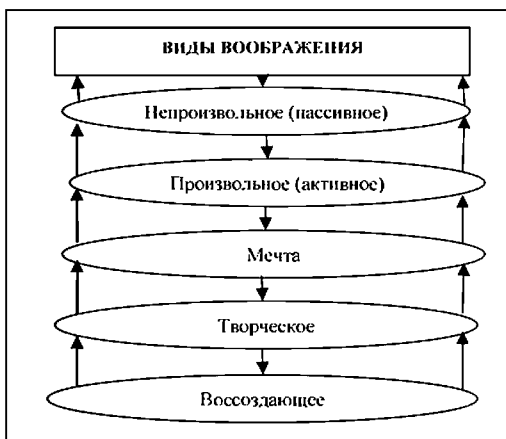 ВИДЫ ВООБРАЖЕНИЯ
Непроизвольное (пассивное)
Произвольное (активное)
Мечта
Творческое
Воссоздающее